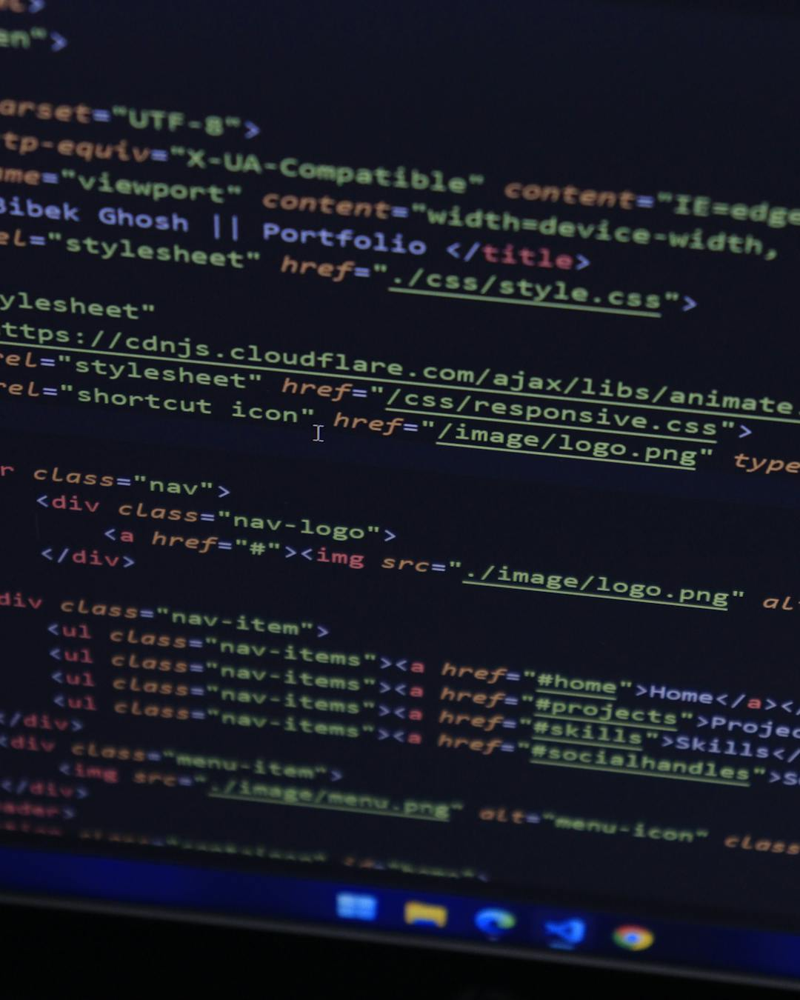 en">
arset="UTF-8">
tp-equiv="X-UA-Compatible" content="IE=edge
ame="viewport" content="width=device-width,
Bibek Ghosh || Portfolio </title>
el="stylesheet" href="./css/style.css">
ylesheet"
ttps://cdnjs.cloudflare.com/ajax/libs/animate.
rel="stylesheet" href="/css/responsive.css">
rel="shortcut icon" href="/image/logo.png" type
r class="nav">
<div class="nav-logo">
<a href="#"><img src="./image/logo.png" alt
</div>
div class="nav-item">
<ul class="nav-items"><a href="#home">Home</a></
<ul class="nav-items"><a href="#projects">Projec
<ul class="nav-items"><a href="#skills">Skills</
<ul class="nav-items"><a href="#socialhandles">S
</div>
<div class="menu-item">
<img src="./image/menu.png" alt="menu-icon" class
</div>
eader>